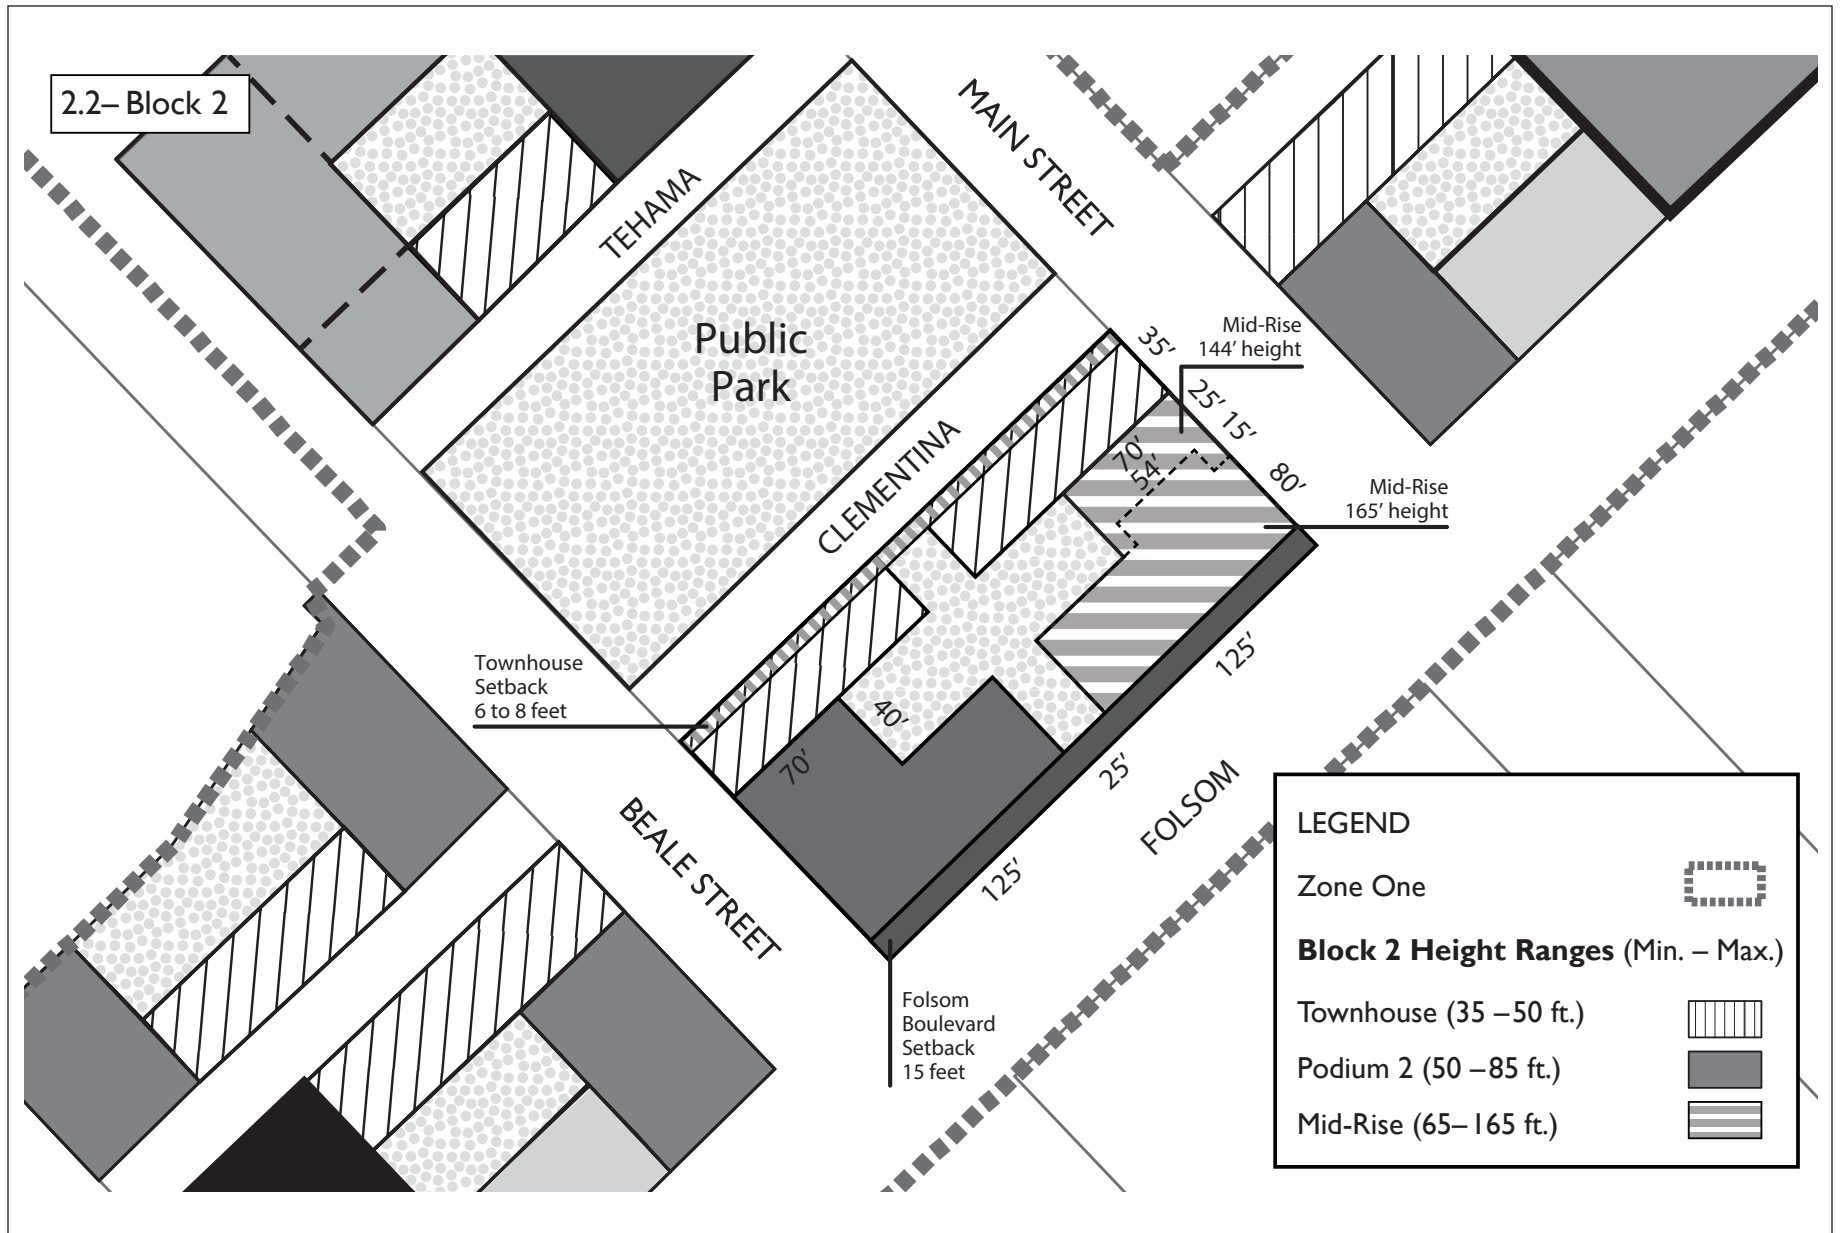 2.2– Block 2
MAIN STREET
TEHAMA
Public
Park
CLEMENTINA
35’
Mid-Rise
144’ height
25’
15’
70’
54’
80’
Mid-Rise
165’ height
Townhouse
Setback
6 to 8 feet
40’
70’
125’
25’
125’
FOLSOM
BEALE STREET
Folsom
Boulevard
Setback
15 feet
LEGEND
Zone One
Block 2 Height Ranges (Min. – Max.)
Townhouse (35 –50 ft.)
Podium 2 (50 –85 ft.)
Mid-Rise (65–165 ft.)